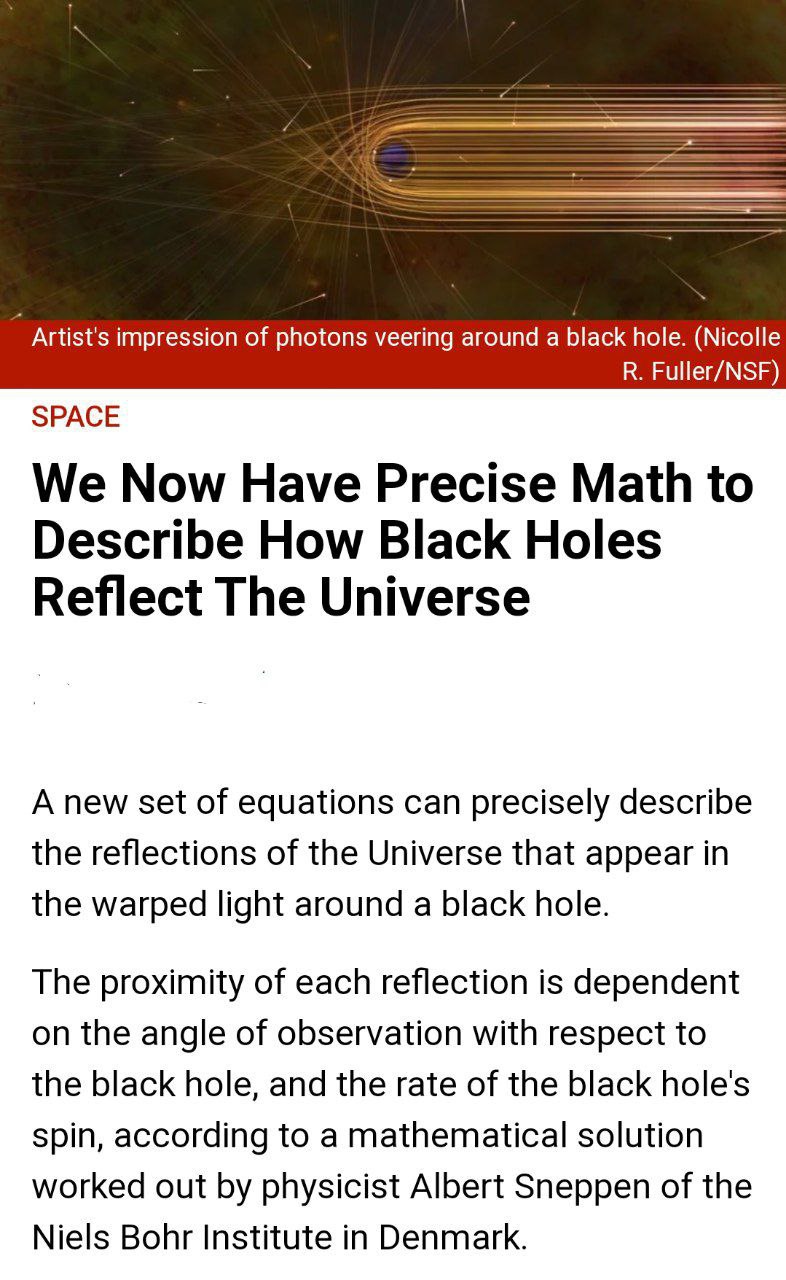 Artist's impression of photons veering around a black hole. (Nicolle
R. Fuller/NSF)
SPACE
We Now Have Precise Math to
Describe How Black Holes
Reflect The Universe
A new set of equations can precisely describe
the reflections of the Universe that appear in
the warped light around a black hole.
The proximity of each reflection is dependent
on the angle of observation with respect to
the black hole, and the rate of the black hole's
spin, according to a mathematical solution
worked out by physicist Albert Sneppen of the
Niels Bohr Institute in Denmark.